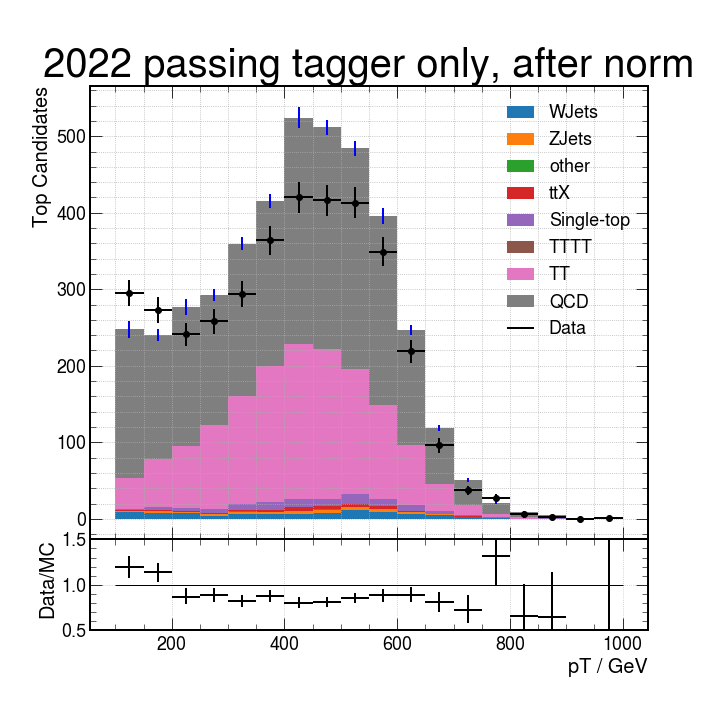 2022 passing tagger only, after norm
Top Candidates
500
400
300
200
100
0
WJets
ZJets
other
ttX
Single-top
TTTT
TT
QCD
Data
Data/MC
1.5
1.0
0.5
200 400 600 800 1000
pT / GeV